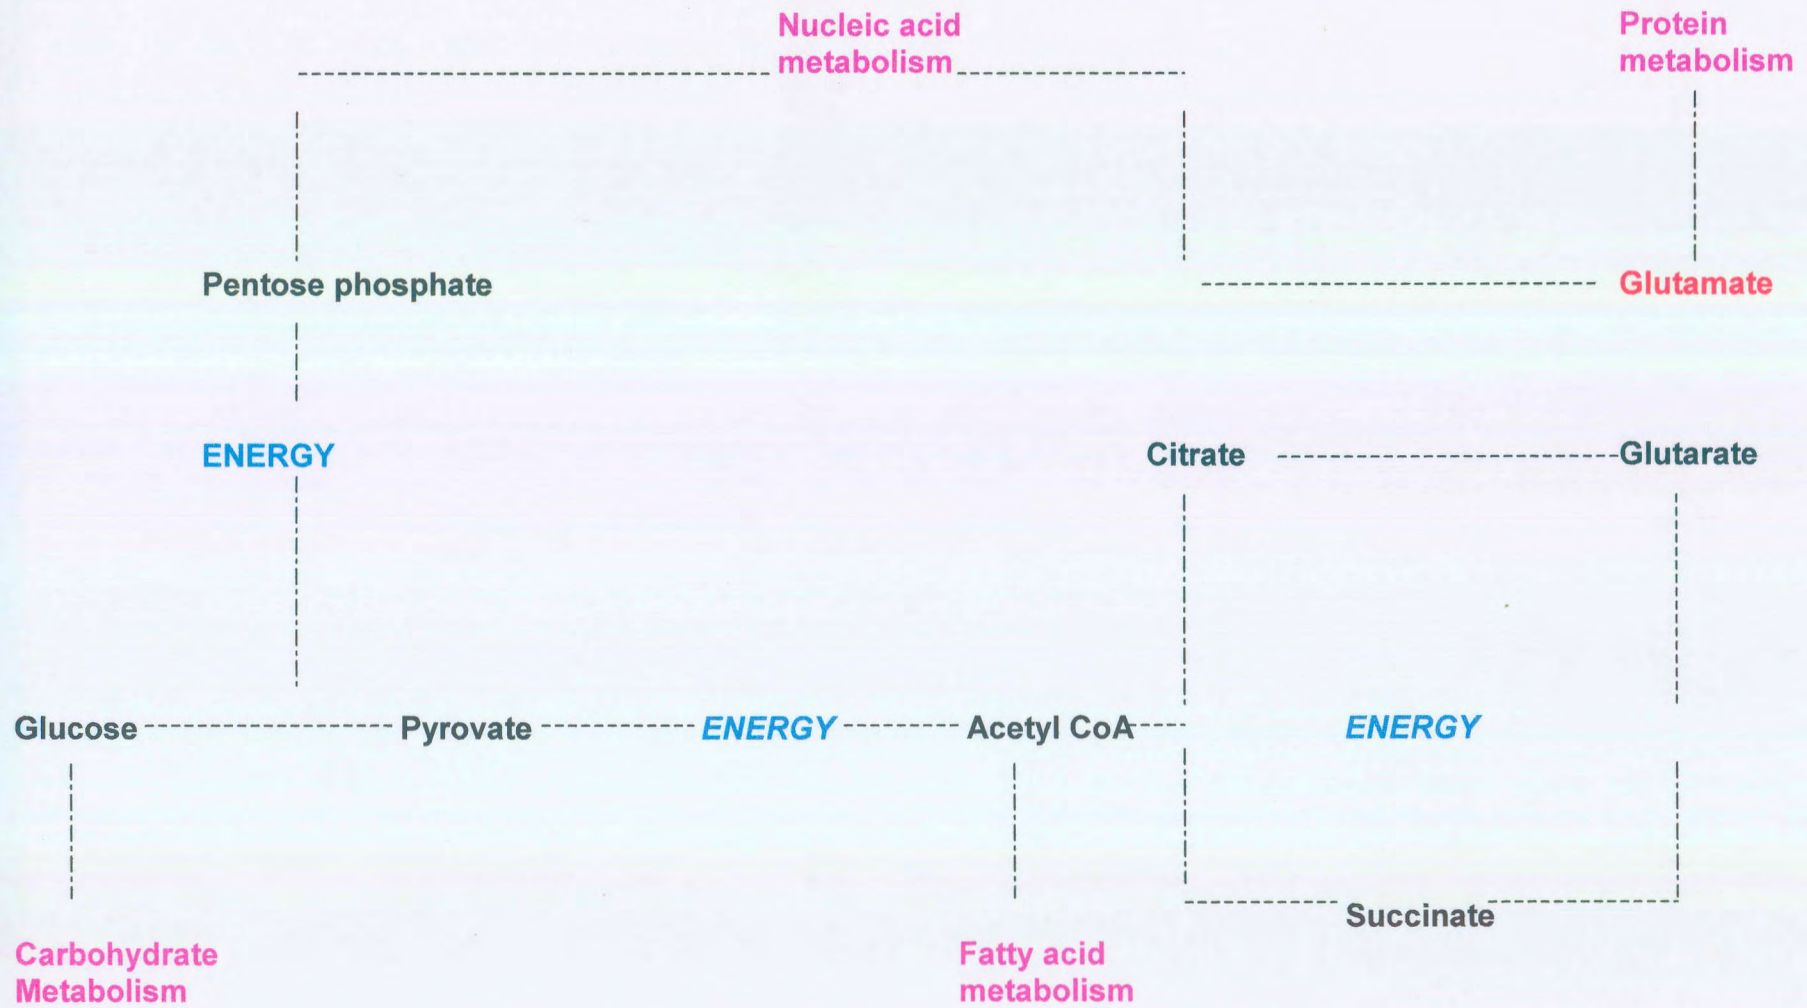 Nucleic acid
metabolism
Protein
metabolism
Pentose phosphate
Glutamate
ENERGY
Citrate
Glutarate
Glucose
Pyrovate
ENERGY
Acetyl CoA
ENERGY
Succinate
Carbohydrate
Metabolism
Fatty acid
metabolism